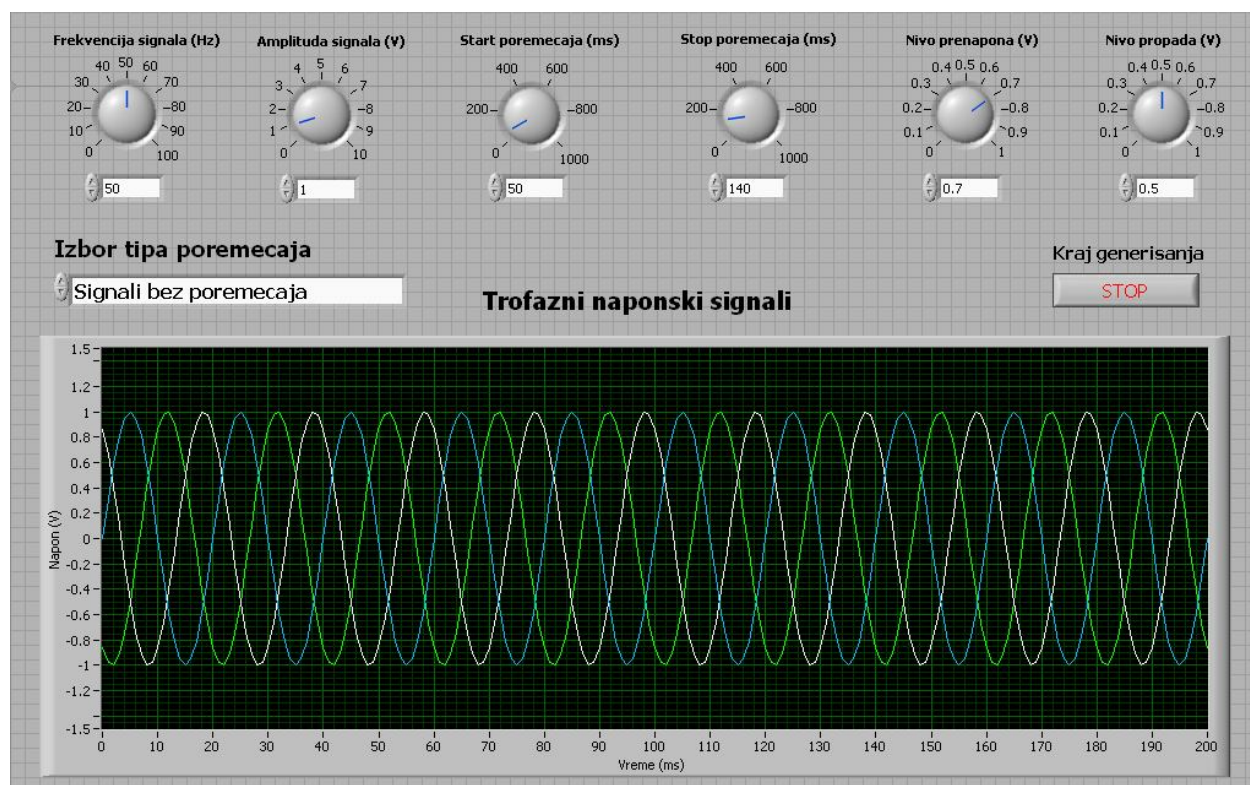 Frekvencija signala (Hz) Amplituda signala (V) Start poremecaja (ms) Stop poremecaja (ms) Nivo prenapona (V) Nivo propada (V)
0 10 20 30 40 50 60 70 80 90 100
0 1 2 3 4 5 6 7 8 9 10
0 200 400 600 800 1000
0 200 400 600 800 1000
0 0.1 0.2 0.3 0.4 0.5 0.6 0.7 0.8 0.9 1
0 0.1 0.2 0.3 0.4 0.5 0.6 0.7 0.8 0.9 1
50 1 50 140 0.7 0.5
Izbor tipa poremecaja
Kraj generisanja
Signali bez poremecaja
STOP
Trofazni naponski signali
1.5
1.2
1
0.8
0.6
0.4
0.2
0
-0.2
-0.4
-0.6
-0.8
-1
-1.2
-1.5
Napon (V)
0 10 20 30 40 50 60 70 80 90 100 110 120 130 140 150 160 170 180 190 200
Vreme (ms)